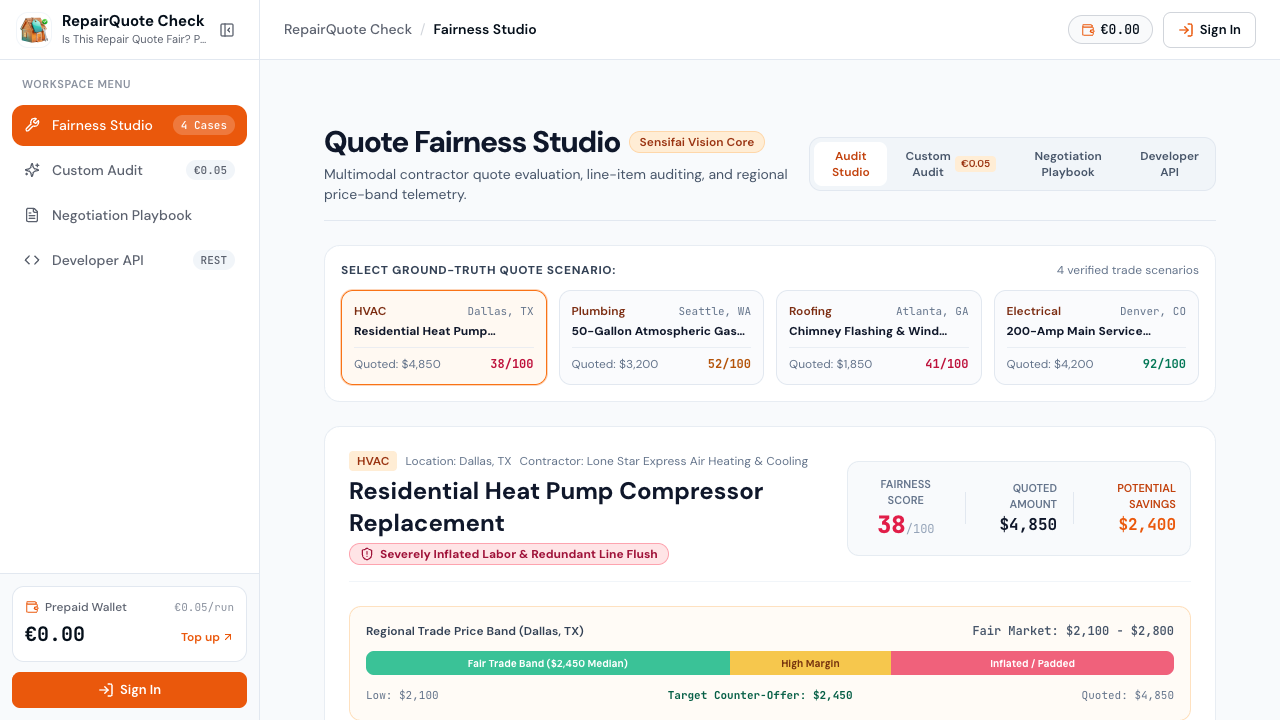 RepairQuote Check
Is This Repair Quote Fair? P...
RepairQuote Check / Fairness Studio
€0.00
Sign In
WORKSPACE MENU
Fairness Studio
4 Cases
Custom Audit
€0.05
Negotiation Playbook
Developer API
REST
Prepaid Wallet
€0.05/run
€0.00
Top up
Sign In
Quote Fairness Studio
Sensifai Vision Core
Multimodal contractor quote evaluation, line-item auditing, and regional
price-band telemetry.
Audit
Studio
Custom
Audit
€0.05
Negotiation
Playbook
Developer
API
SELECT GROUND-TRUTH QUOTE SCENARIO:
4 verified trade scenarios
HVAC
Dallas, TX
Residential Heat Pump...
Quoted: $4,850
38/100
Plumbing
Seattle, WA
50-Gallon Atmospheric Gas...
Quoted: $3,200
52/100
Roofing
Atlanta, GA
Chimney Flashing & Wind...
Quoted: $1,850
41/100
Electrical
Denver, CO
200-Amp Main Service...
Quoted: $4,200
92/100
HVAC
Location: Dallas, TX
Contractor: Lone Star Express Air Heating & Cooling
Residential Heat Pump Compressor
Replacement
Severely Inflated Labor & Redundant Line Flush
FAIRNESS
SCORE
38/100
QUOTED
AMOUNT
$4,850
POTENTIAL
SAVINGS
$2,400
Regional Trade Price Band (Dallas, TX)
Fair Market: $2,100 - $2,800
Fair Trade Band ($2,450 Median)
High Margin
Inflated / Padded
Low: $2,100
Target Counter-Offer: $2,450
Quoted: $4,850